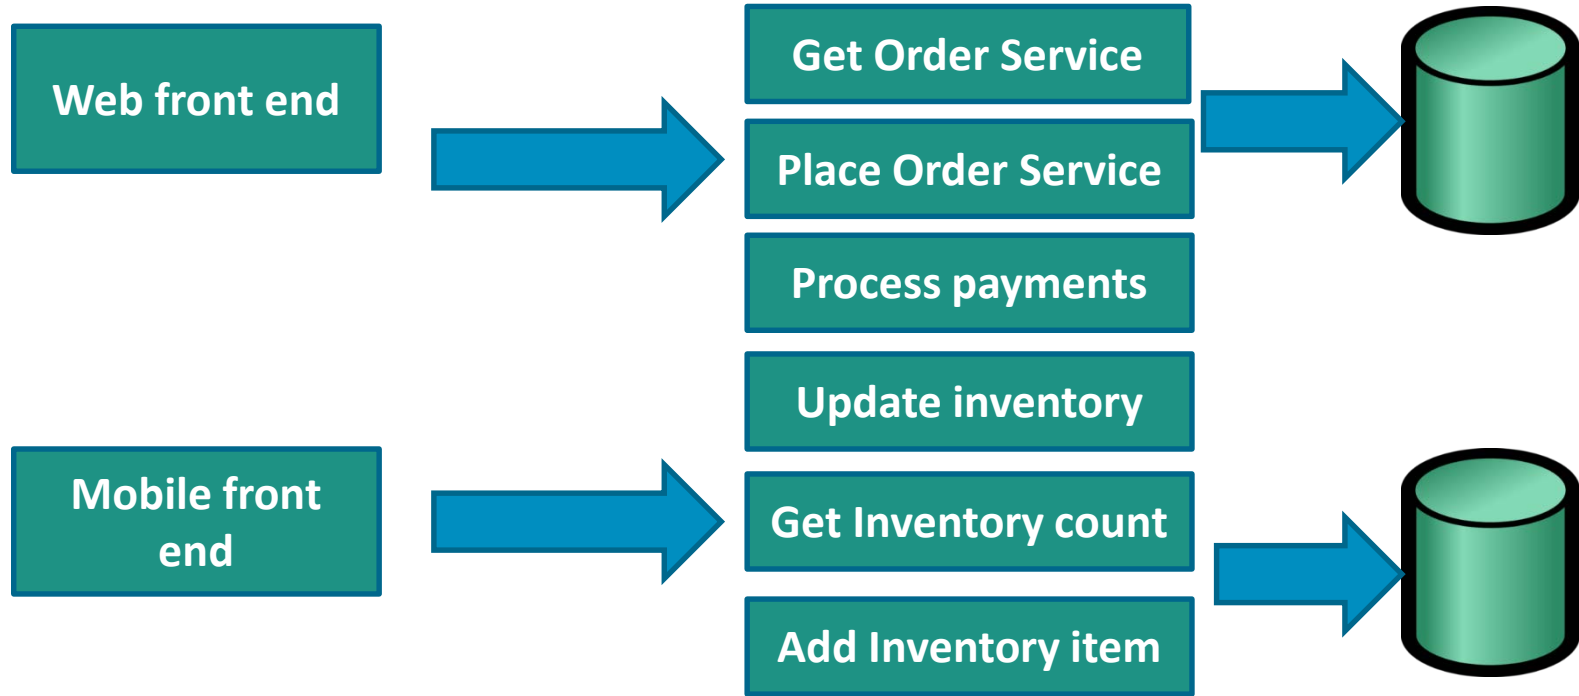 Web front end
Get Order Service
Place Order Service
Process payments
Update inventory
Mobile front
end
Get Inventory count
Add Inventory item